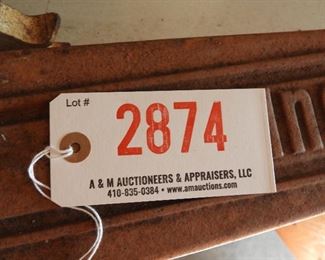 Lot #
2874
A & M AUCTIONEERS & APPRAISERS, LLC
410-835-0384 • www.amauctions.com